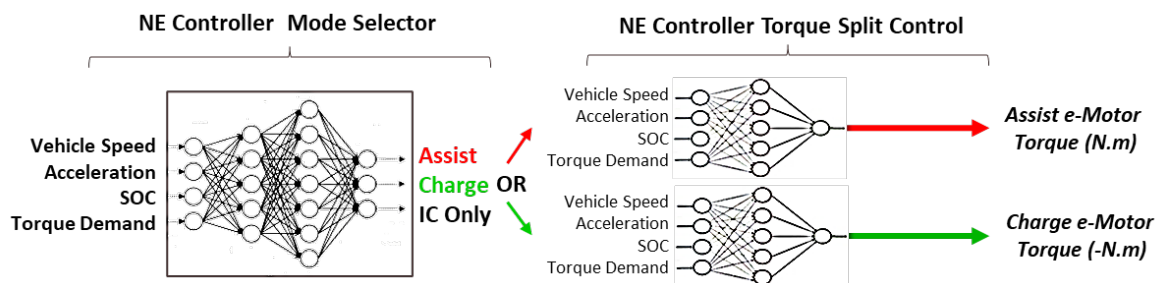 NE Controller Mode Selector
NE Controller Torque Split Control
Vehicle Speed
Acceleration
SOC
Torque Demand
Assist
Charge OR
IC Only
Vehicle Speed
Acceleration
SOC
Torque Demand
Assist e-Motor
Torque (N.m)
Vehicle Speed
Acceleration
SOC
Torque Demand
Charge e-Motor
Torque (-N.m)